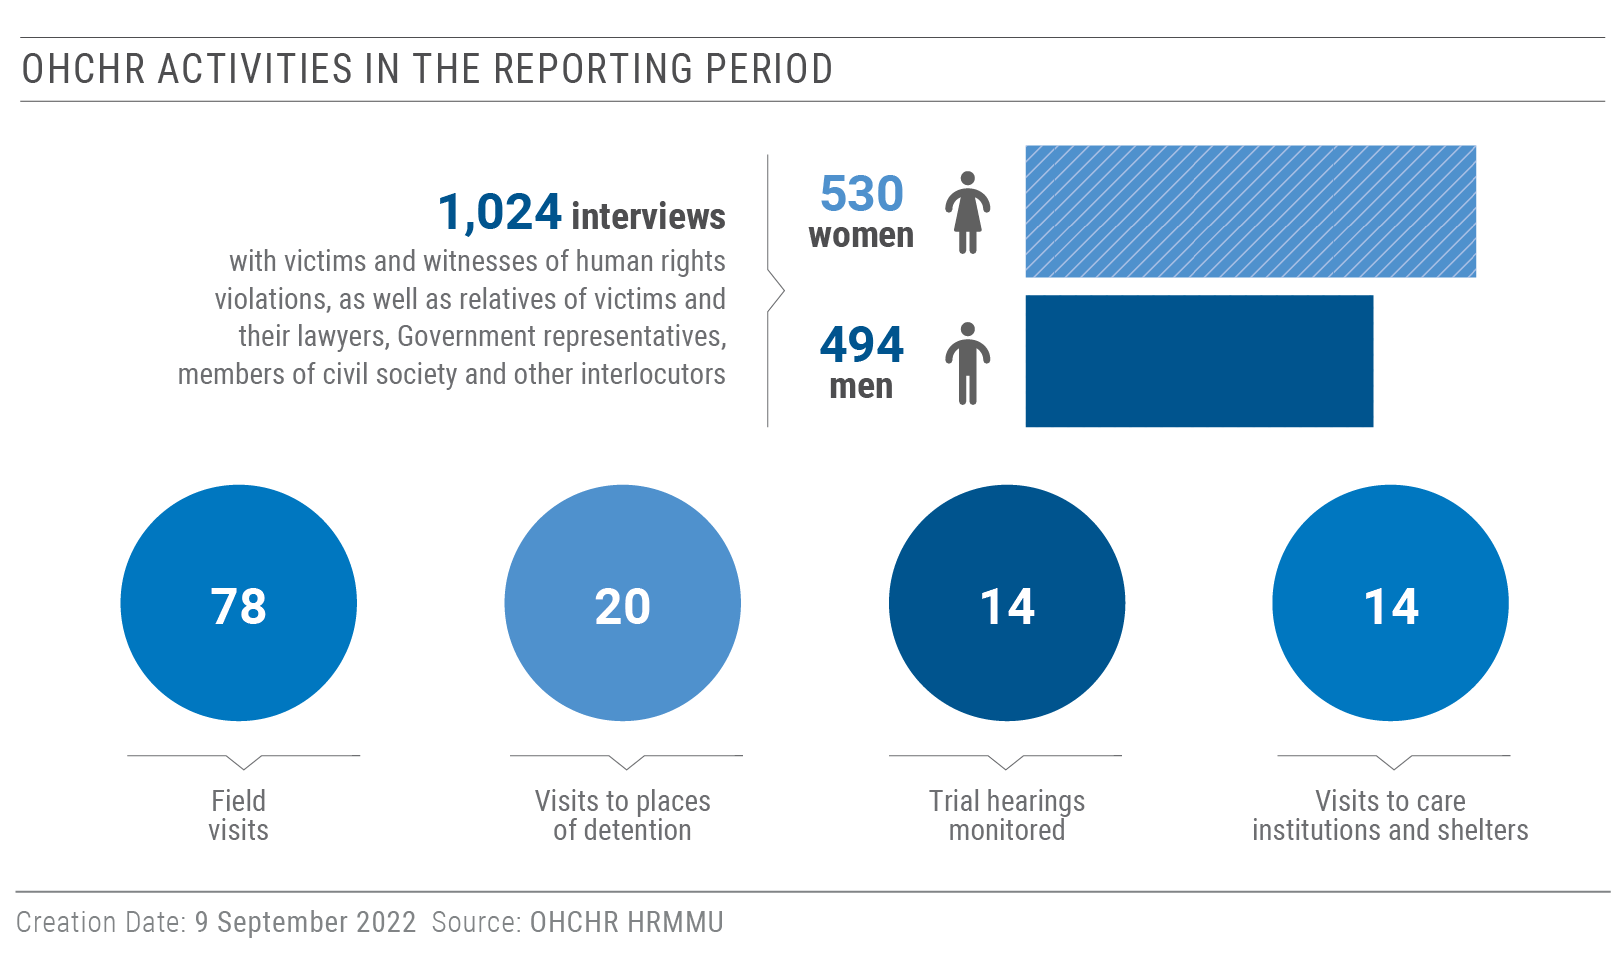 OHCHR ACTIVITIES IN THE REPORTING PERIOD
1,024 interviews
with victims and witnesses of human rights
violations, as well as relatives of victims and
their lawyers, Government representatives,
members of civil society and other interlocutors
530
women
494
men
78
Field
visits
20
Visits to places
of detention
14
Trial hearings
monitored
14
Visits to care
institutions and shelters
Creation Date: 9 September 2022 Source: OHCHR HRMMU